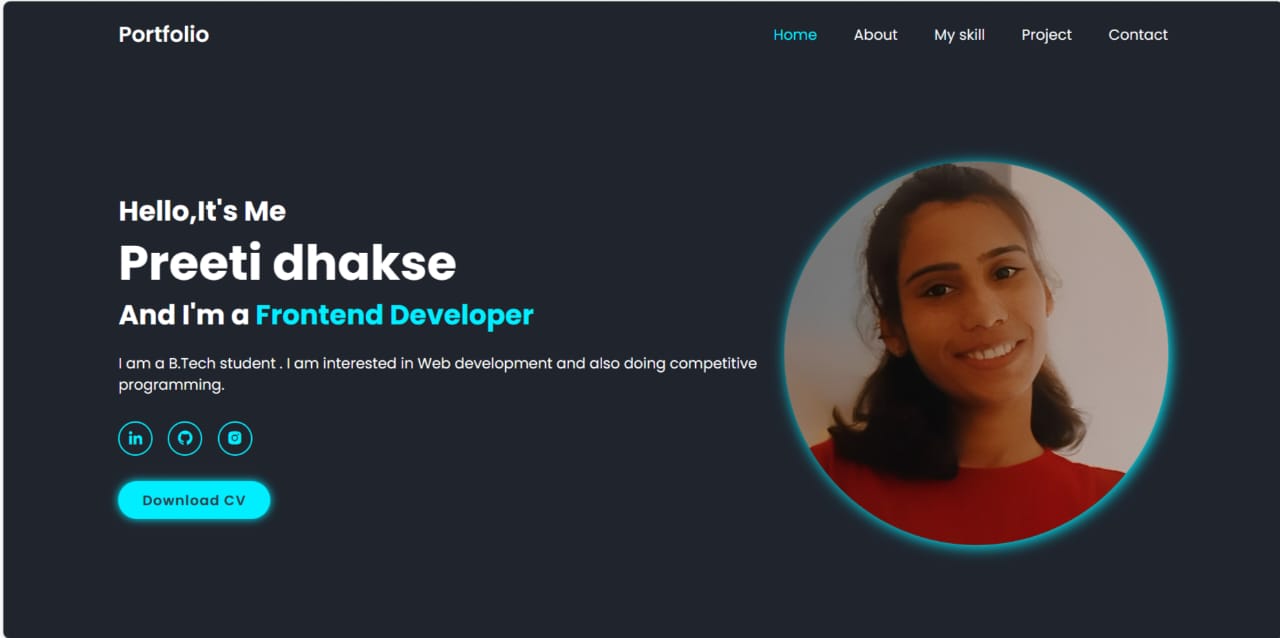 Portfolio
Home About My skill Project Contact
Hello,It's Me
Preeti dhakse
And I'm a Frontend Developer
I am a B.Tech student . I am interested in Web development and also doing competitive
programming.
in
Download CV